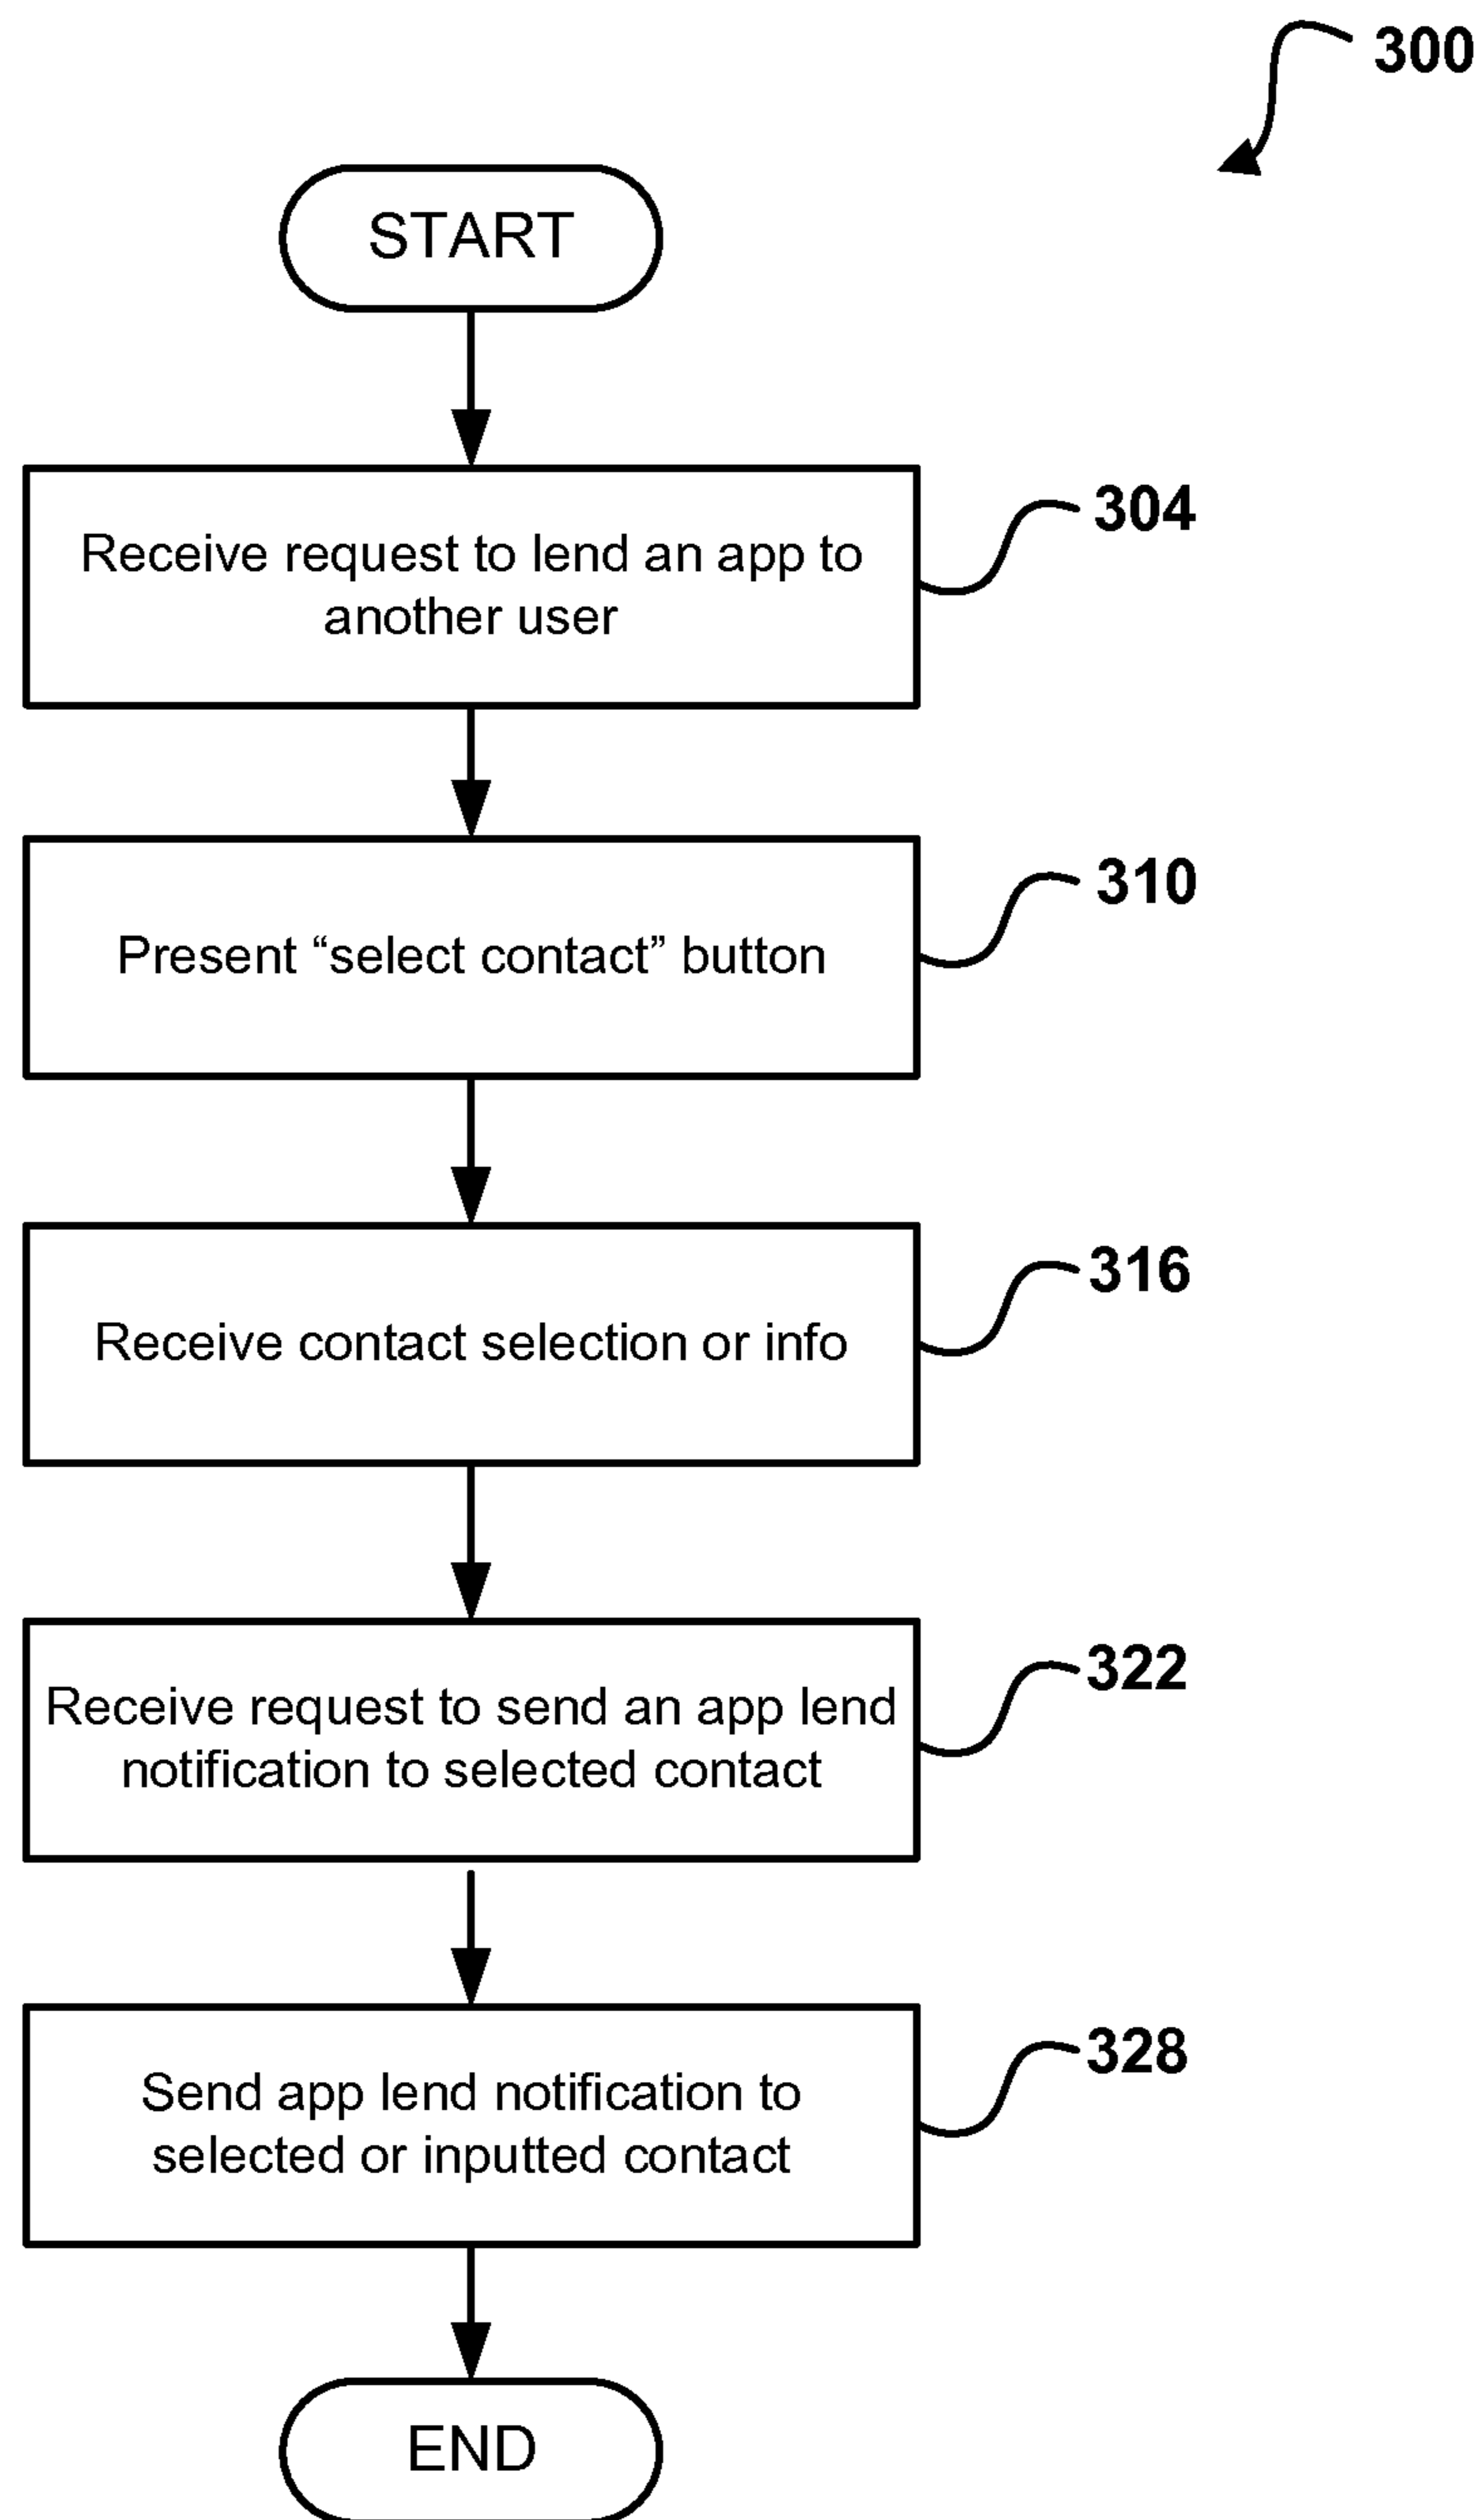 300
START
304
Receive request to lend an app to
another user
310
Present “select contact” button
316
Receive contact selection or info
322
Receive request to send an app lend
notification to selected contact
328
Send app lend notification to
selected or inputted contact
END